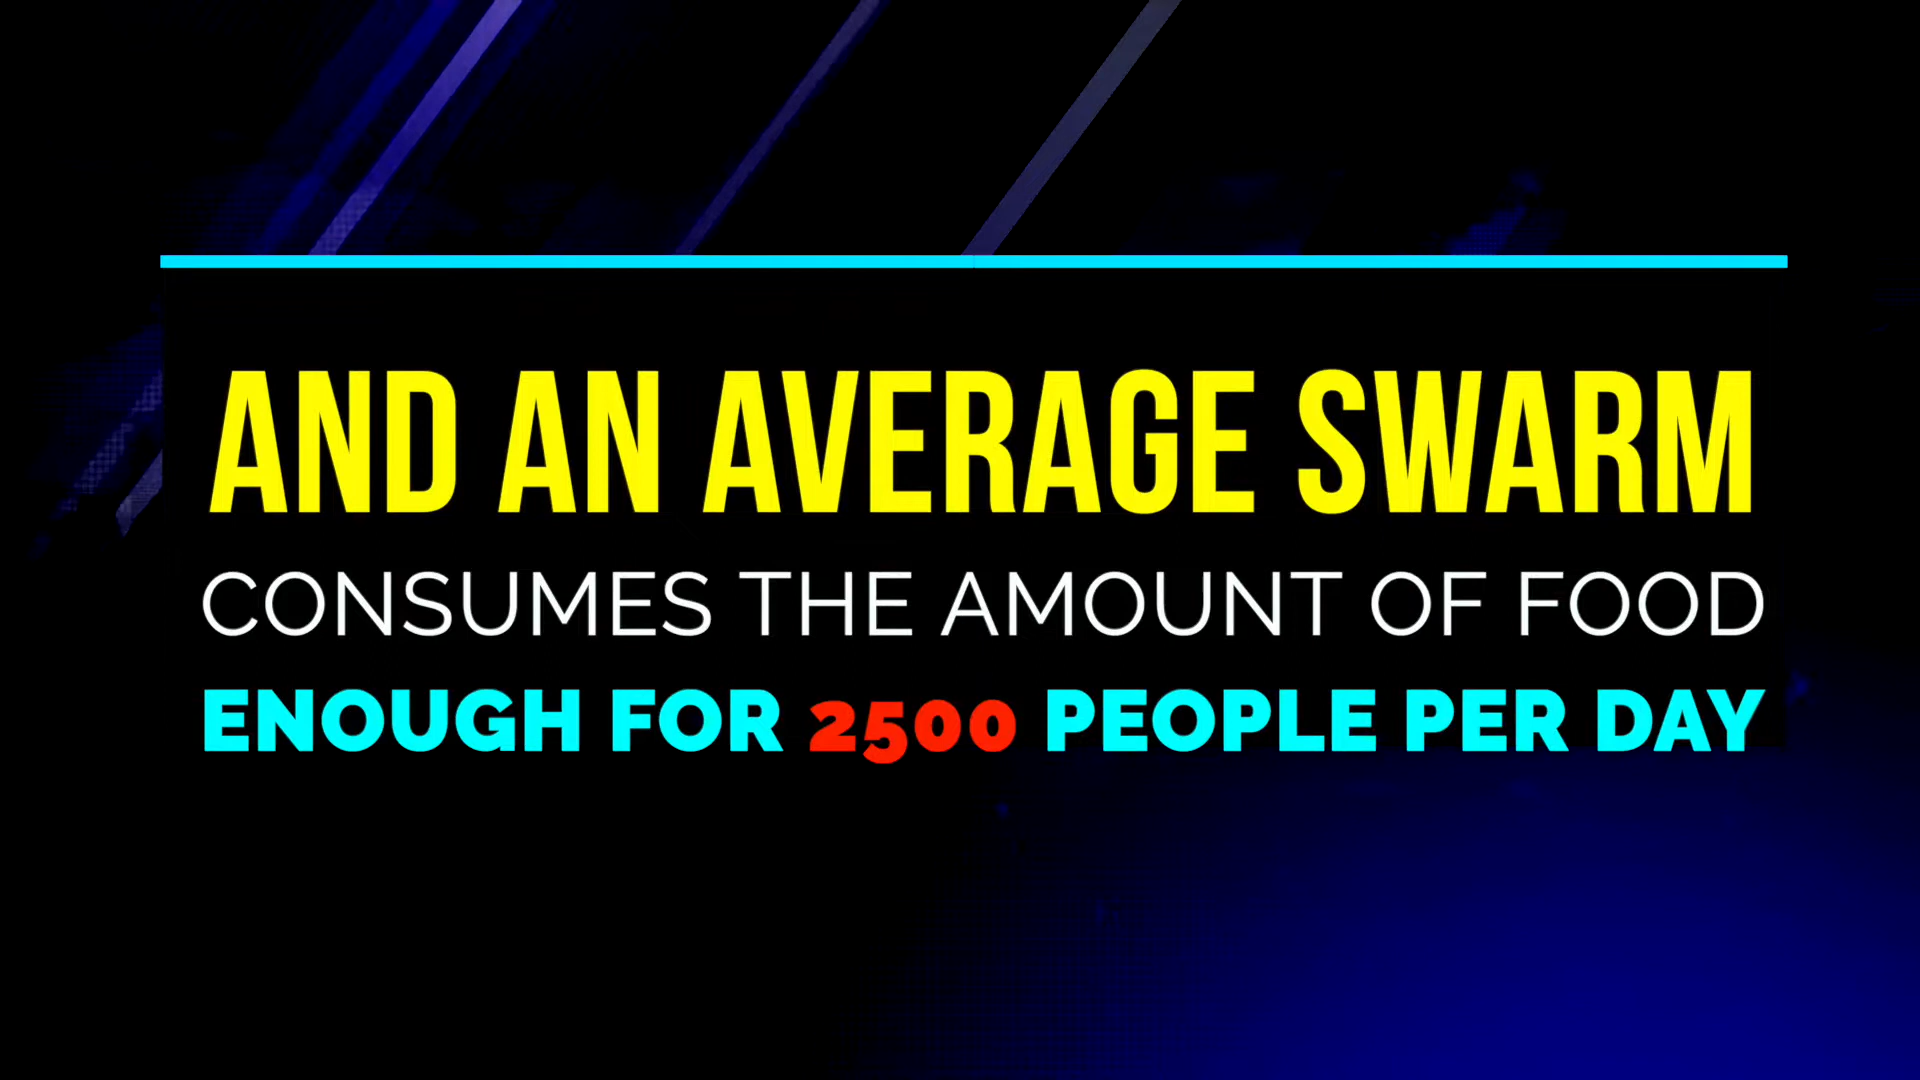 AND AN AVERAGE SWARM
CONSUMES THE AMOUNT OF FOOD
ENOUGH FOR 2500 PEOPLE PER DAY